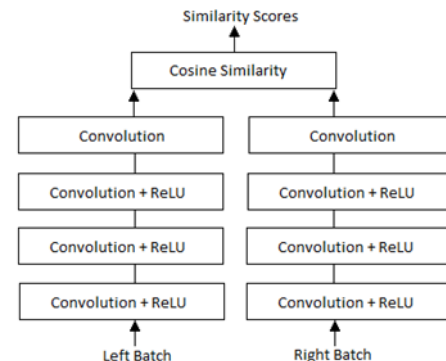 Similarity Scores
Cosine Similarity
Convolution Convolution
Convolution + ReLU Convolution + ReLU
Convolution + ReLU Convolution + ReLU
Convolution + ReLU Convolution + ReLU
Left Batch Right Batch